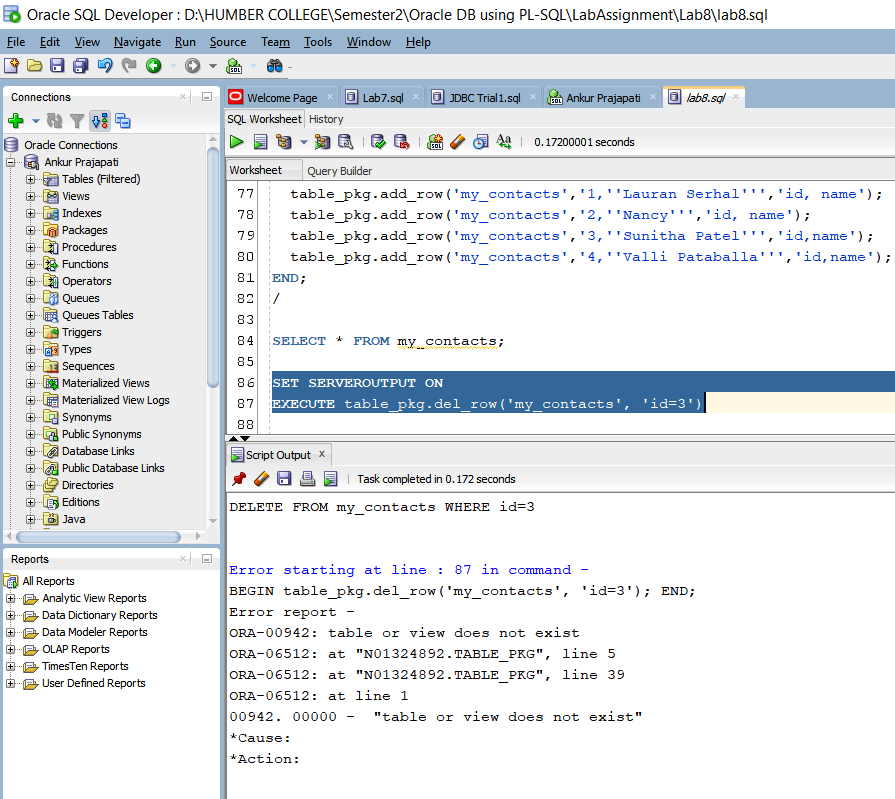 Oracle SQL Developer : D:\HUMBER COLLEGE\Semester2\Oracle DB using PL-SQL\LabAssignment\Lab8\lab8.sql
File Edit View Navigate Run Source Team Tools Window Help
SQL
Connections
Oracle Connections
Ankur Prajapati
Tables (Filtered)
Views
Indexes
Packages
Procedures
Functions
Operators
Queues
Queues Tables
Triggers
Types
Sequences
Materialized Views
Materialized View Logs
Synonyms
Public Synonyms
Database Links
Public Database Links
Directories
Editions
Java
Reports
All Reports
Analytic View Reports
Data Dictionary Reports
Data Modeler Reports
OLAP Reports
TimesTen Reports
User Defined Reports
Welcome Page Lab7.sql JDBC Trial1.sql Ankur Prajapati lab8.sql
SQL Worksheet History
0.17200001 seconds
Worksheet Query Builder
77 table_pkg.add_row('my_contacts','1,''Lauran Serhal''','id, name');
78 table_pkg.add_row('my_contacts','2,''Nancy''','id, name');
79 table_pkg.add_row('my_contacts','3,''Sunitha Patel''','id,name');
80 table_pkg.add_row('my_contacts','4,''Valli Pataballa''','id,name');
81 END;
82 /
83
84 SELECT * FROM my_contacts;
85
86 SET SERVEROUTPUT ON
87 EXECUTE table_pkg.del_row('my_contacts', 'id=3')
88
Script Output x
Task completed in 0.172 seconds
DELETE FROM my_contacts WHERE id=3
Error starting at line : 87 in command -
BEGIN table_pkg.del_row('my_contacts', 'id=3'); END;
Error report -
ORA-00942: table or view does not exist
ORA-06512: at "N01324892.TABLE_PKG", line 5
ORA-06512: at "N01324892.TABLE_PKG", line 39
ORA-06512: at line 1
00942. 00000 - "table or view does not exist"
*Cause:
*Action: